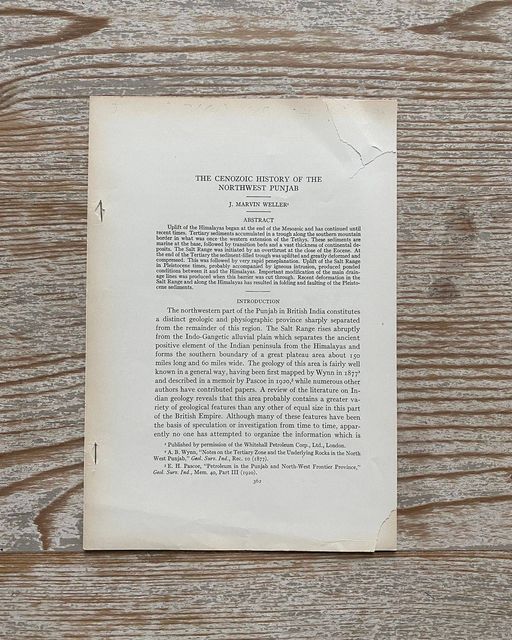 THE CENOZOIC HISTORY OF THE
NORTHWEST PUNJAB
J. MARVIN WELLER¹
ABSTRACT
Uplift of the Himalayas began at the end of the Mesozoic and has continued until
recent times. Tertiary sediments accumulated in a trough along the southern mountain
border in what was once the western extension of the Tethys. These sediments are
marine at the base, followed by transition beds and a vast thickness of continental de-
posits. The Salt Range was initiated by an overthrust at the close of the Eocene. At
the end of the Tertiary the sediment-filled trough was uplifted and greatly deformed and
compressed. This was followed by very rapid peneplanation. Uplift of the Salt Range
in Pleistocene times, probably accompanied by igneous intrusion, produced ponded
conditions between it and the Himalayas. Important modification of the main drain-
age lines was produced when this barrier was cut through. Recent deformation in the
Salt Range and along the Himalayas has resulted in folding and faulting of the Pleisto-
cene sediments.
INTRODUCTION
The northwestern part of the Punjab in British India constitutes
a distinct geologic and physiographic province sharply separated
from the remainder of this region. The Salt Range rises abruptly
from the Indo-Gangetic alluvial plain which separates the ancient
positive element of the Indian peninsula from the Himalayas and
forms the southern boundary of a great plateau area about 150
miles long and 60 miles wide. The geology of this area is fairly well
known in a general way, having been first mapped by Wynn in 1877²
and described in a memoir by Pascoe in 1920,³ while numerous other
authors have contributed papers. A review of the literature on In-
dian geology reveals that this area probably contains a greater va-
riety of geological features than any other of equal size in this part
of the British Empire. Although many of these features have been
the basis of speculation or investigation from time to time, appar-
ently no one has attempted to organize the information which is
¹ Published by permission of the Whitehall Petroleum Corp., Ltd., London.
² A. B. Wynn, "Notes on the Tertiary Zone and the Underlying Rocks in the North
West Punjab," Geol. Surv. Ind., Rec. 10 (1877).
³ E. H. Pascoe, "Petroleum in the Punjab and North-West Frontier Province,"
Geol. Surv. Ind., Mem. 40, Part III (1920).
362